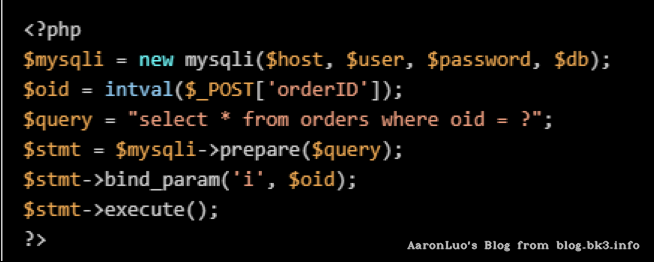 <?php
$mysqli = new mysqli($host, $user, $password, $db);
$oid = intval($_POST['orderID']);
$query = "select * from orders where oid = ?";
$stmt = $mysqli->prepare($query);
$stmt->bind_param('i', $oid);
$stmt->execute();
?>
AaronLuo's Blog from blog.bk3.info